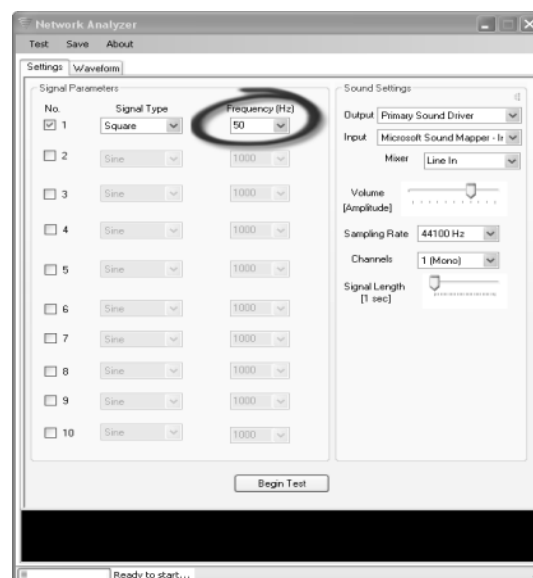 Network Analyzer
Test Save About
Settings Waveform
Signal Parameters
No. Signal Type Frequency (Hz)
1 Square 50
2 Sine 1000
3 Sine 1000
4 Sine 1000
5 Sine 1000
6 Sine 1000
7 Sine 1000
8 Sine 1000
9 Sine 1000
10 Sine 1000
Sound Settings
Output Primary Sound Driver
Input Microsoft Sound Mapper - Ir
Mixer Line In
Volume
[Amplitude]
Sampling Rate 44100 Hz
Channels 1 (Mono)
Signal Length
[1 sec]
Begin Test
Ready to start...